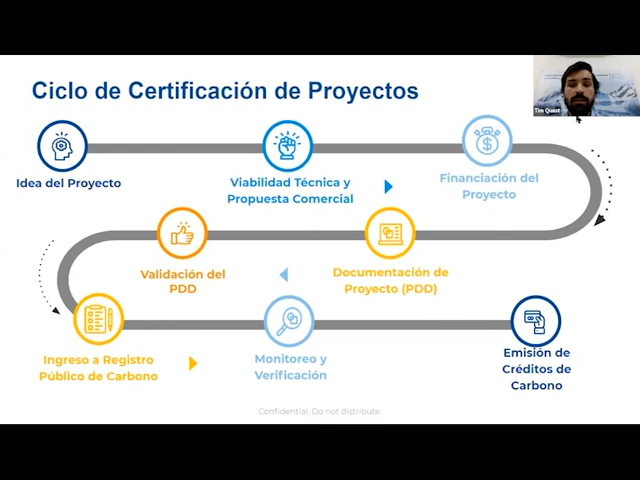 Ciclo de Certificación de Proyectos
Tim Quast
Idea del Proyecto
Viabilidad Técnica y
Propuesta Comercial
Financiación del
Proyecto
Validación del
PDD
Documentación de
Proyecto (PDD)
Ingreso a Registro
Público de Carbono
Monitoreo y
Verificación
Emisión de
Créditos de
Carbono
Confidential. Do not distribute.